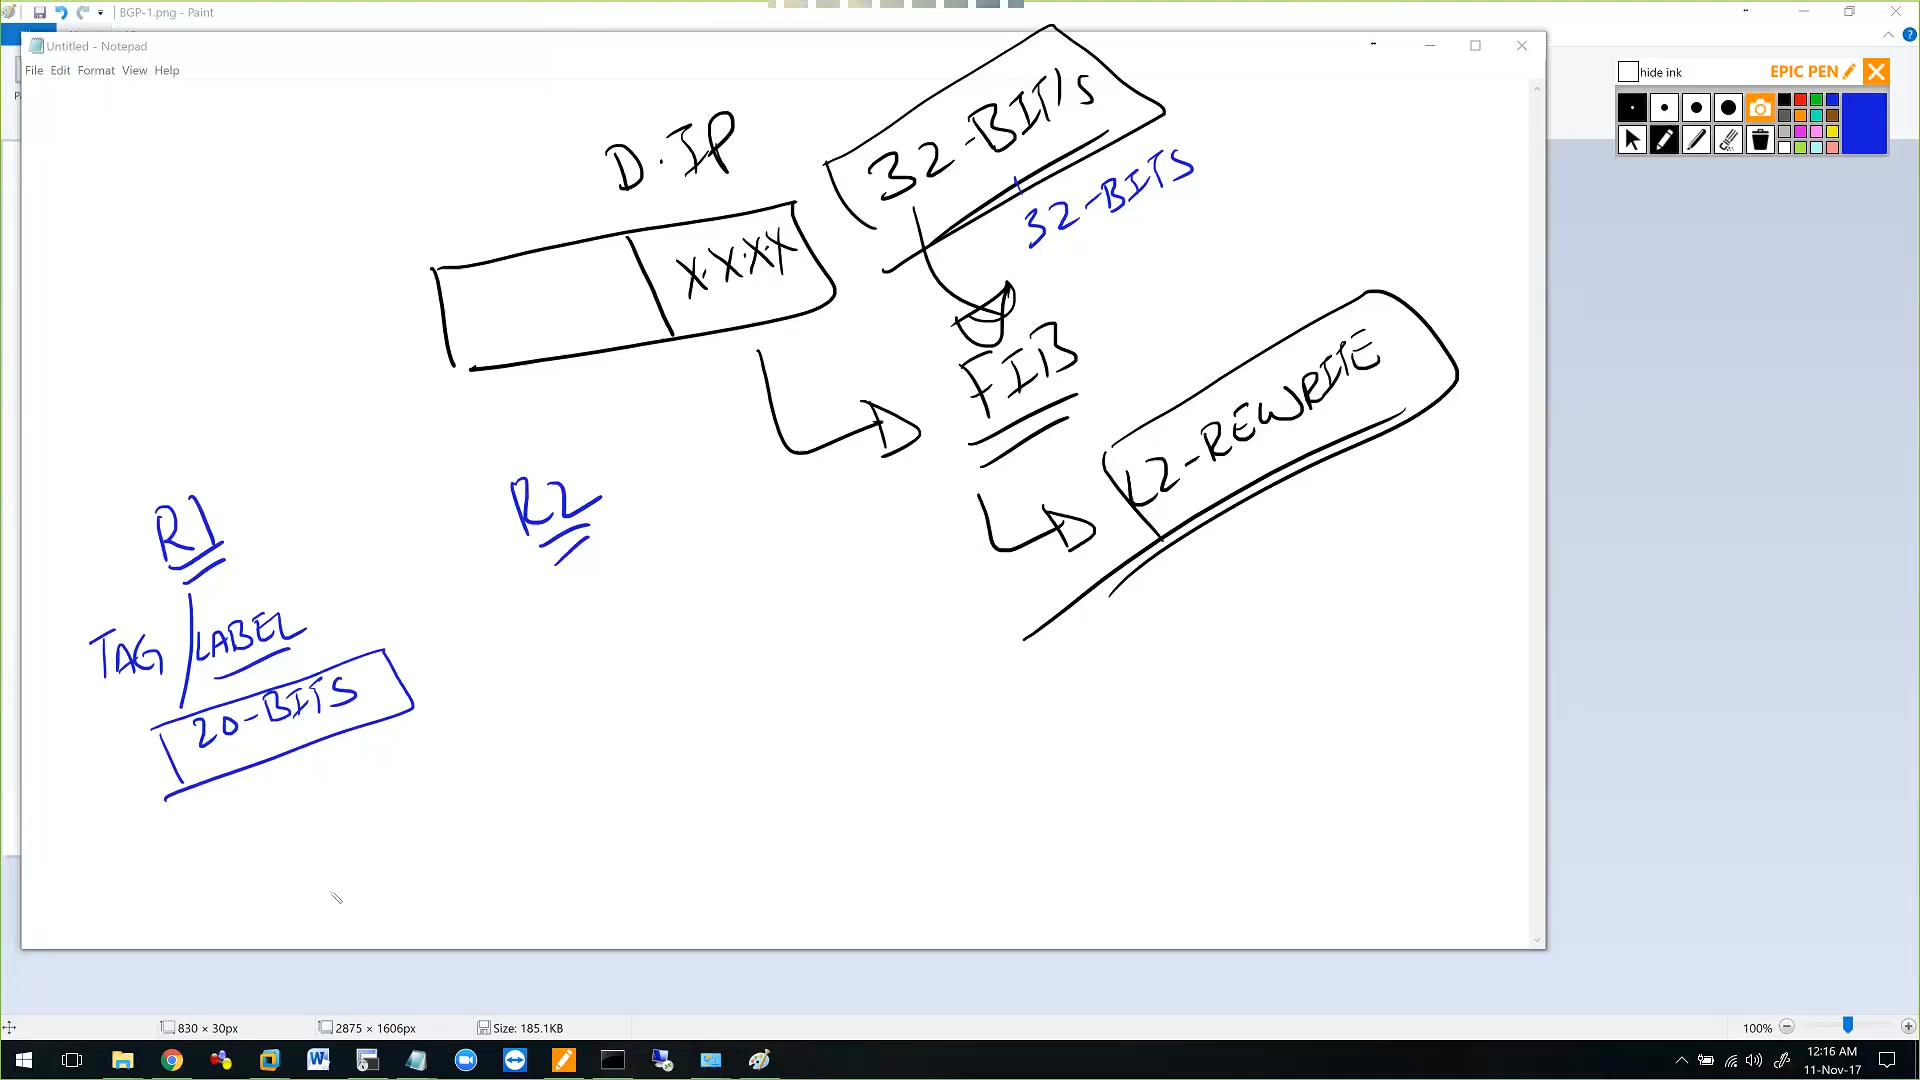 BGP-1.png - Paint
Untitled - Notepad
File Edit Format View Help
hide ink
EPIC PEN
D.IP
32-BIT's
32-BITS
X.X.X.X
FIB
L2-REWRITE
R1
R2
TAG / LABEL
20-BITS
830 × 30px
2875 × 1606px
Size: 185.1KB
100%
12:16 AM
11-Nov-17